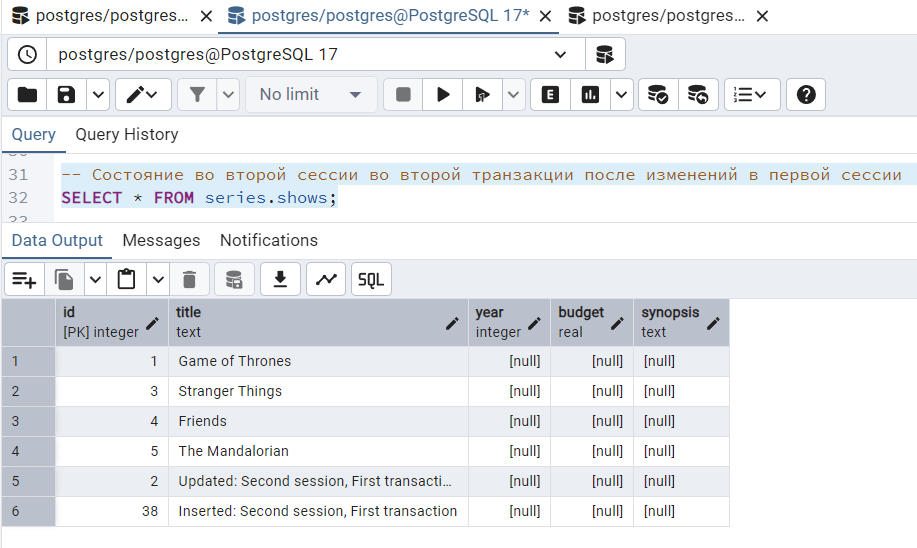 postgres/postgres... postgres/postgres@PostgreSQL 17* postgres/postgres...
postgres/postgres@PostgreSQL 17
No limit
E
Query Query History
31 -- Состояние во второй сессии во второй транзакции после изменений в первой сессии
32 SELECT * FROM series.shows;
Data Output Messages Notifications
SQL
id title year budget synopsis
[PK] integer text integer real text
1 1 Game of Thrones [null] [null] [null]
2 3 Stranger Things [null] [null] [null]
3 4 Friends [null] [null] [null]
4 5 The Mandalorian [null] [null] [null]
5 2 Updated: Second session, First transacti... [null] [null] [null]
6 38 Inserted: Second session, First transaction [null] [null] [null]